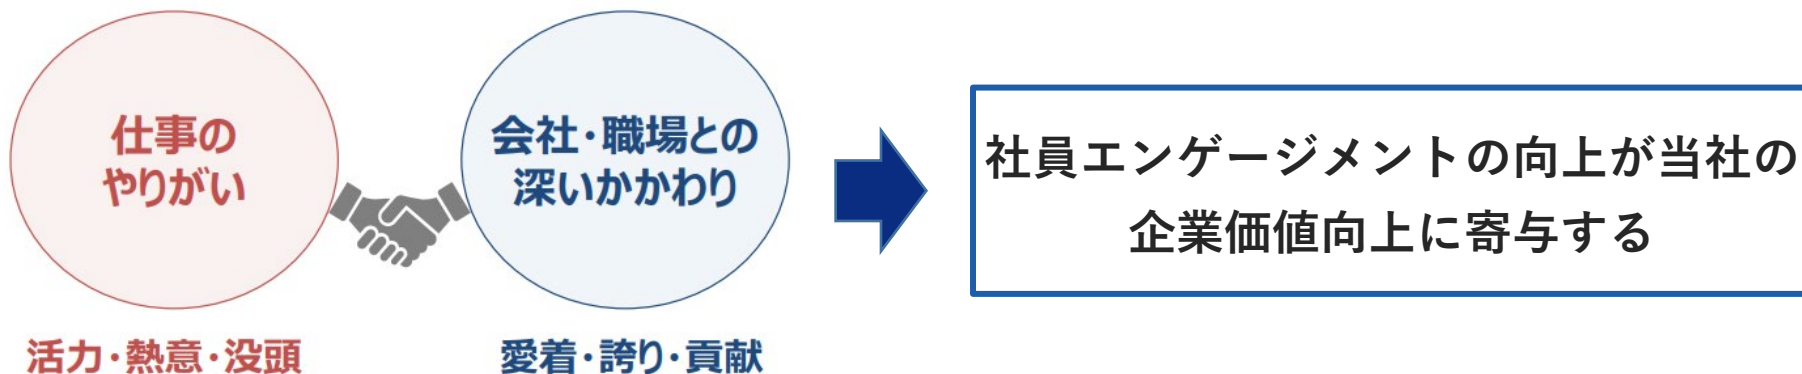 仕事の
やりがい
会社・職場との
深いかかわり
社員エンゲージメントの向上が当社の
企業価値向上に寄与する
活力・熱意・没頭
愛着・誇り・貢献